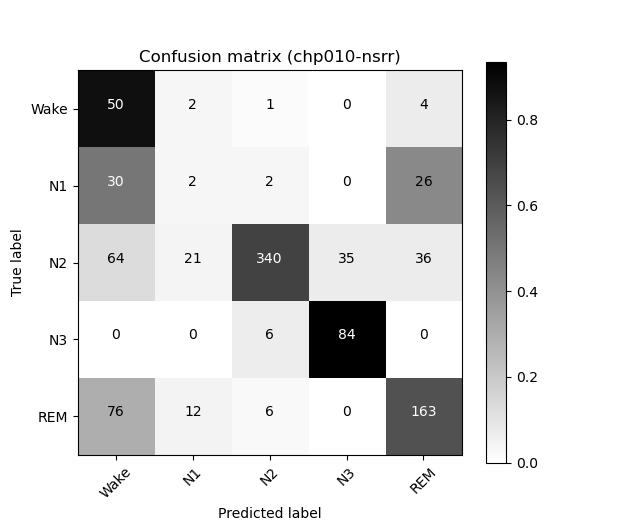 Confusion matrix (chp010-nsrr)
Wake 50 2 1 0 4
N1 30 2 2 0 26
N2 64 21 340 35 36
N3 0 0 6 84 0
REM 76 12 6 0 163
Wake N1 N2 N3 REM
Predicted label
True label
0.8
0.6
0.4
0.2
0.0